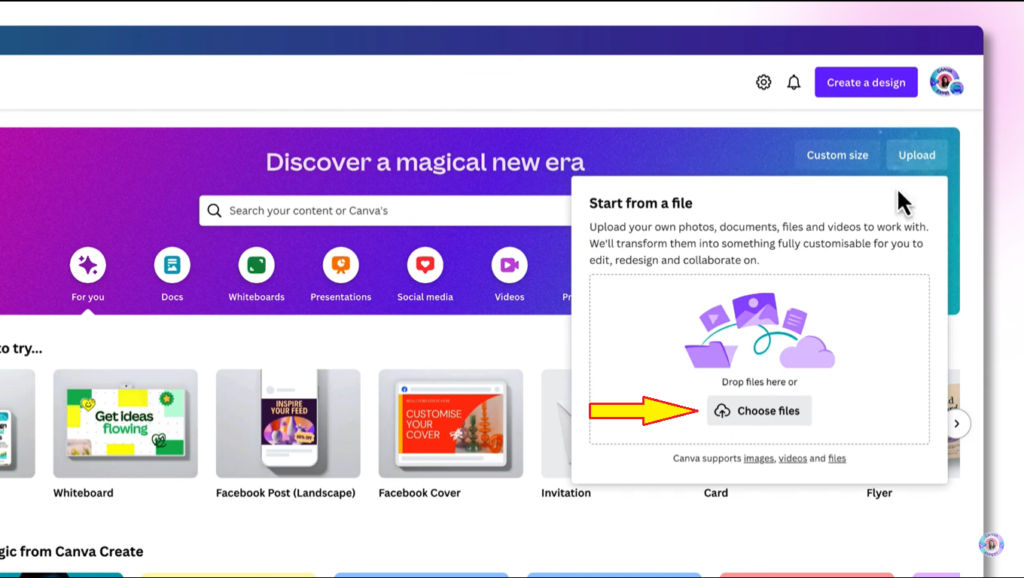 Create a design
Discover a magical new era
Custom size
Upload
Search your content or Canva's
Start from a file
Upload your own photos, documents, files and videos to work with.
We'll transform them into something fully customisable for you to
edit, redesign and collaborate on.
For you
Docs
Whiteboards
Presentations
Social media
Videos
Drop files here or
Choose files
Canva supports images, videos and files
to try...
Get ideas
flowing
INSPIRE
YOUR FEED
CUSTOMISE
YOUR
COVER
Whiteboard
Facebook Post (Landscape)
Facebook Cover
Invitation
Card
Flyer
gic from Canva Create